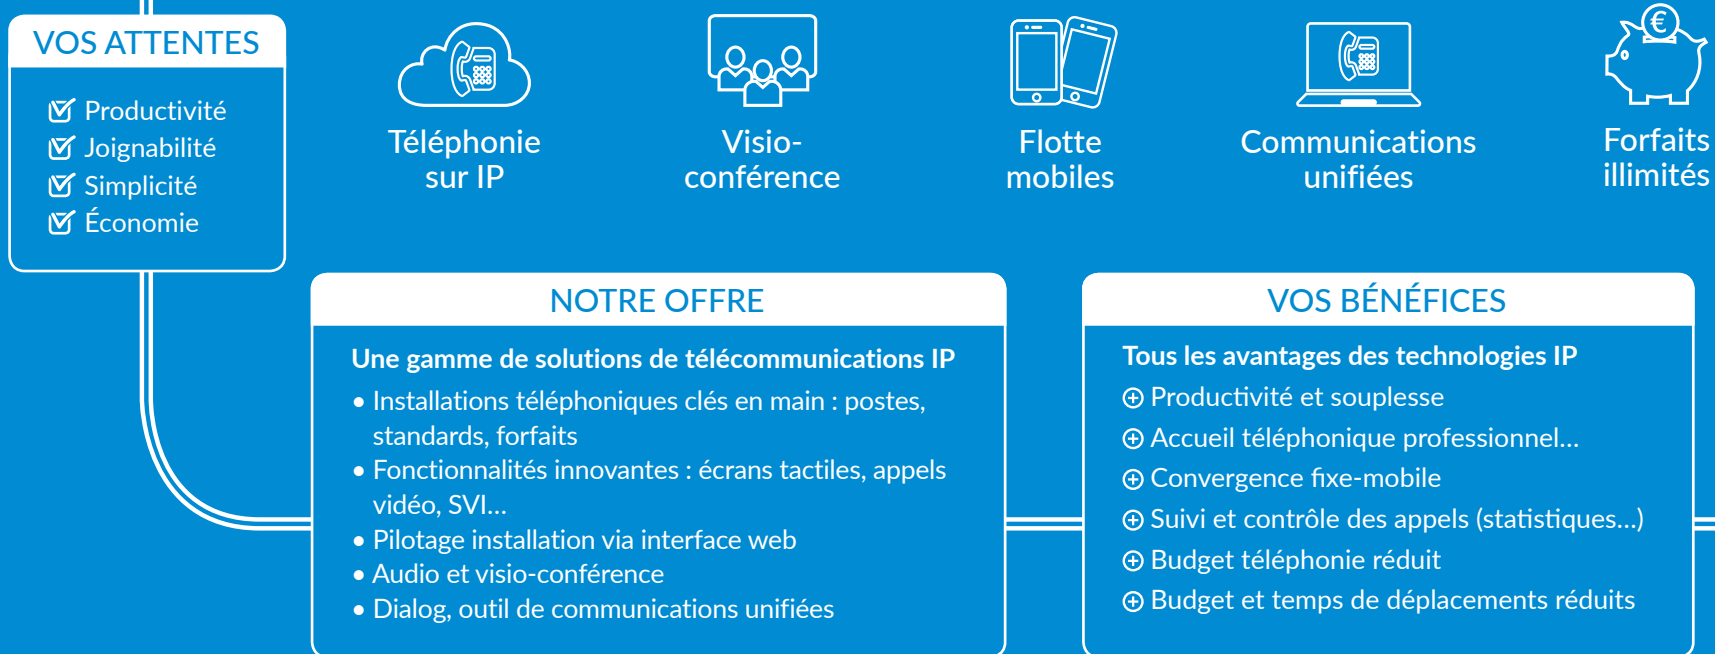 VOS ATTENTES
Productivité
Joignabilité
Simplicité
Économie
Téléphonie
sur IP
Visio-
conférence
Flotte
mobiles
Communications
unifiées
€
Forfaits
illimités
NOTRE OFFRE
Une gamme de solutions de télécommunications IP
• Installations téléphoniques clés en main : postes,
standards, forfaits
• Fonctionnalités innovantes : écrans tactiles, appels
vidéo, SVI...
• Pilotage installation via interface web
• Audio et visio-conférence
• Dialog, outil de communications unifiées
VOS BÉNÉFICES
Tous les avantages des technologies IP
Productivité et souplesse
Accueil téléphonique professionnel...
Convergence fixe-mobile
Suivi et contrôle des appels (statistiques...)
Budget téléphonie réduit
Budget et temps de déplacements réduits